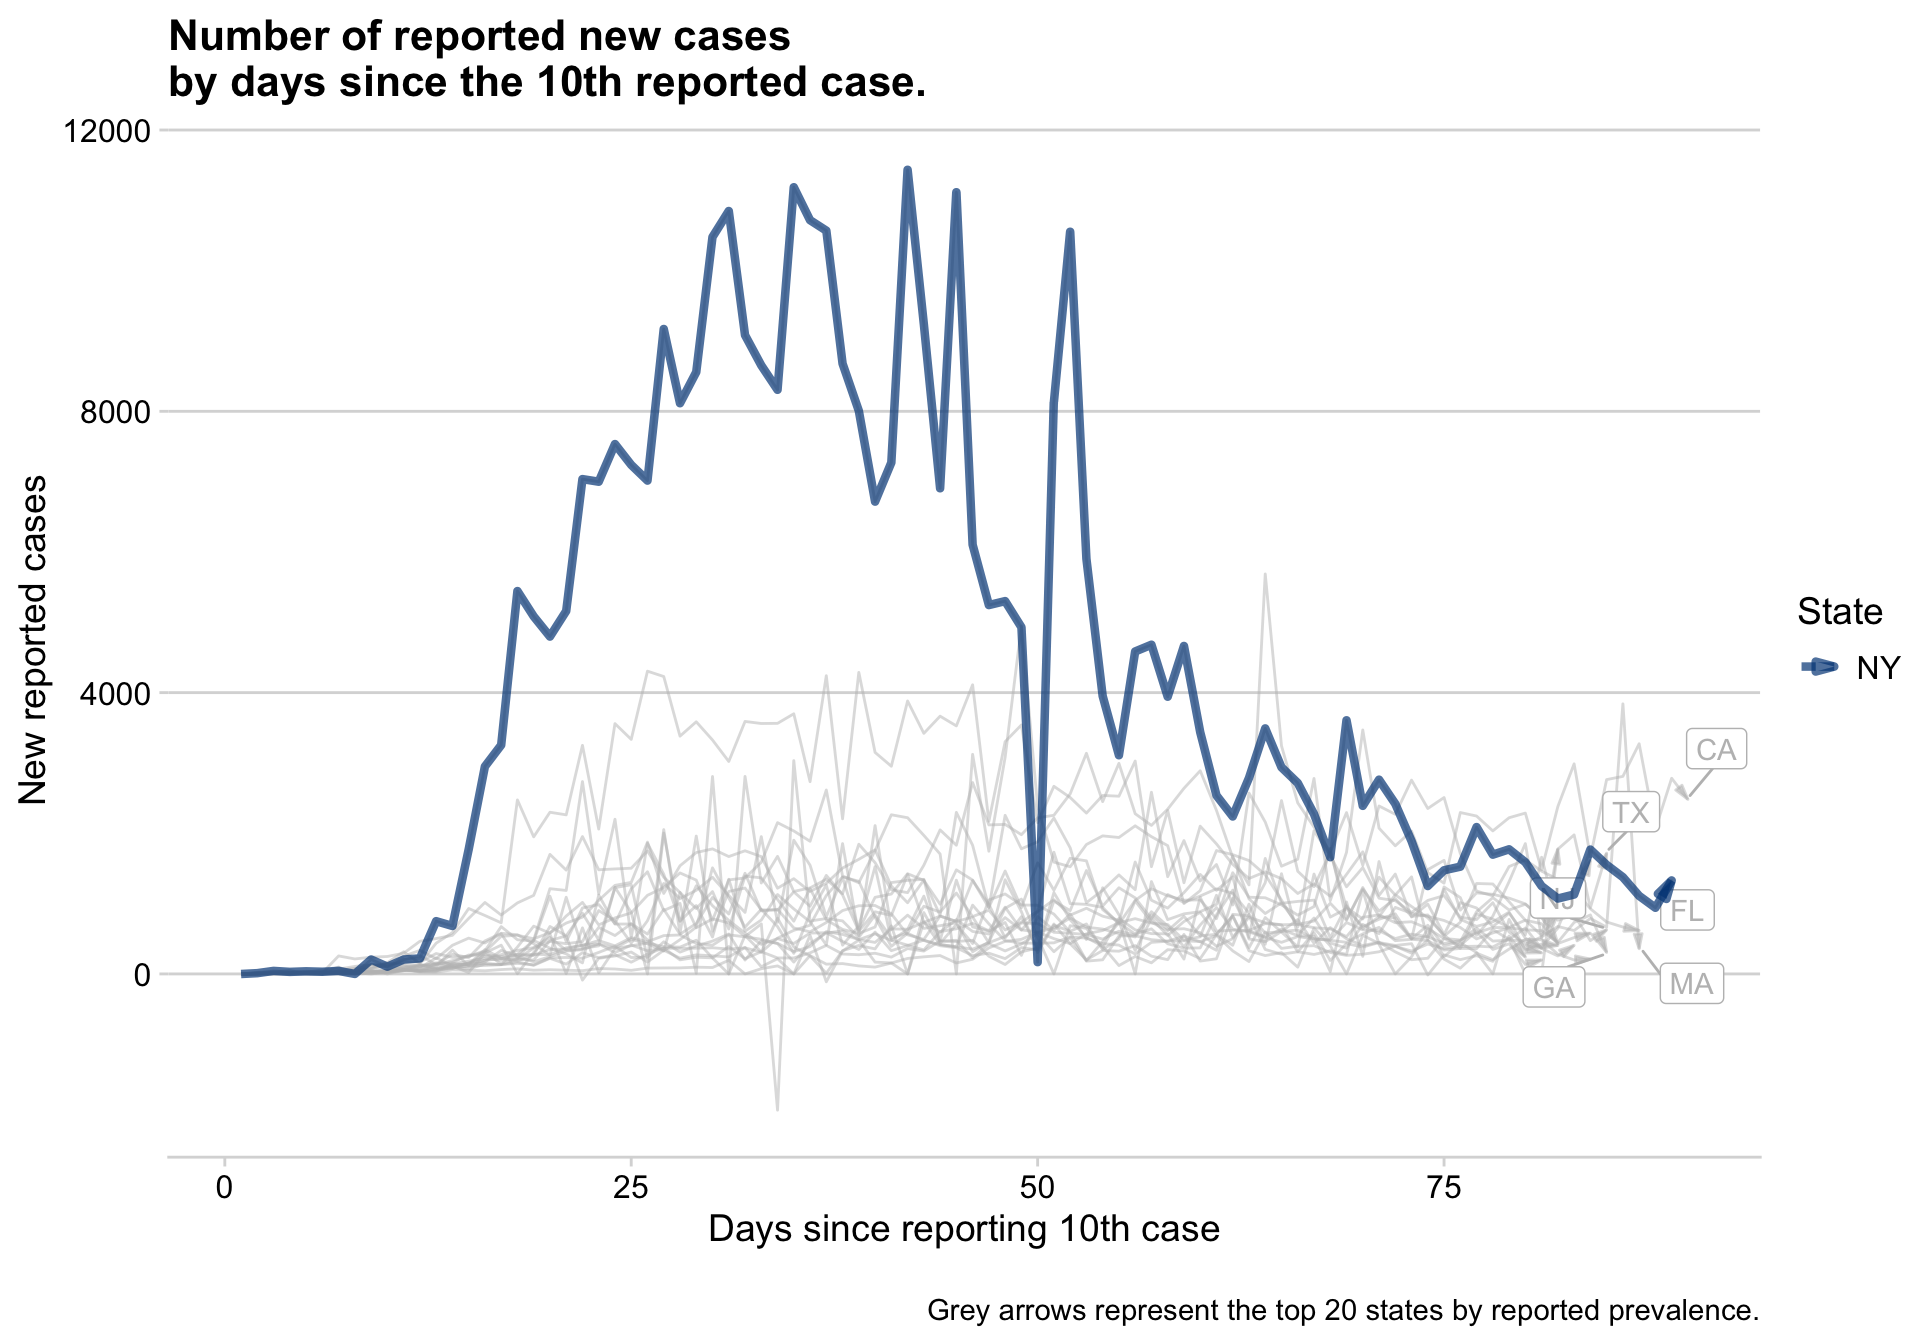 Number of reported new cases
by days since the 10th reported case.
12000
8000
4000
0
New reported cases
CA
TX
NJ
FL
GA
MA
State
NY
0
25
50
75
Days since reporting 10th case
Grey arrows represent the top 20 states by reported prevalence.